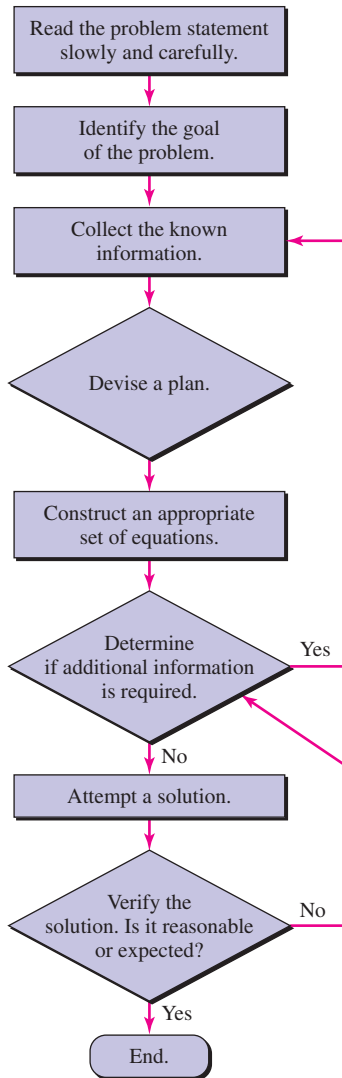 Read the problem statement
slowly and carefully.
Identify the goal
of the problem.
Collect the known
information.
Devise a plan.
Construct an appropriate
set of equations.
Determine
if additional information
is required.
Yes
No
Attempt a solution.
Verify the
solution. Is it reasonable
or expected?
No
Yes
End.